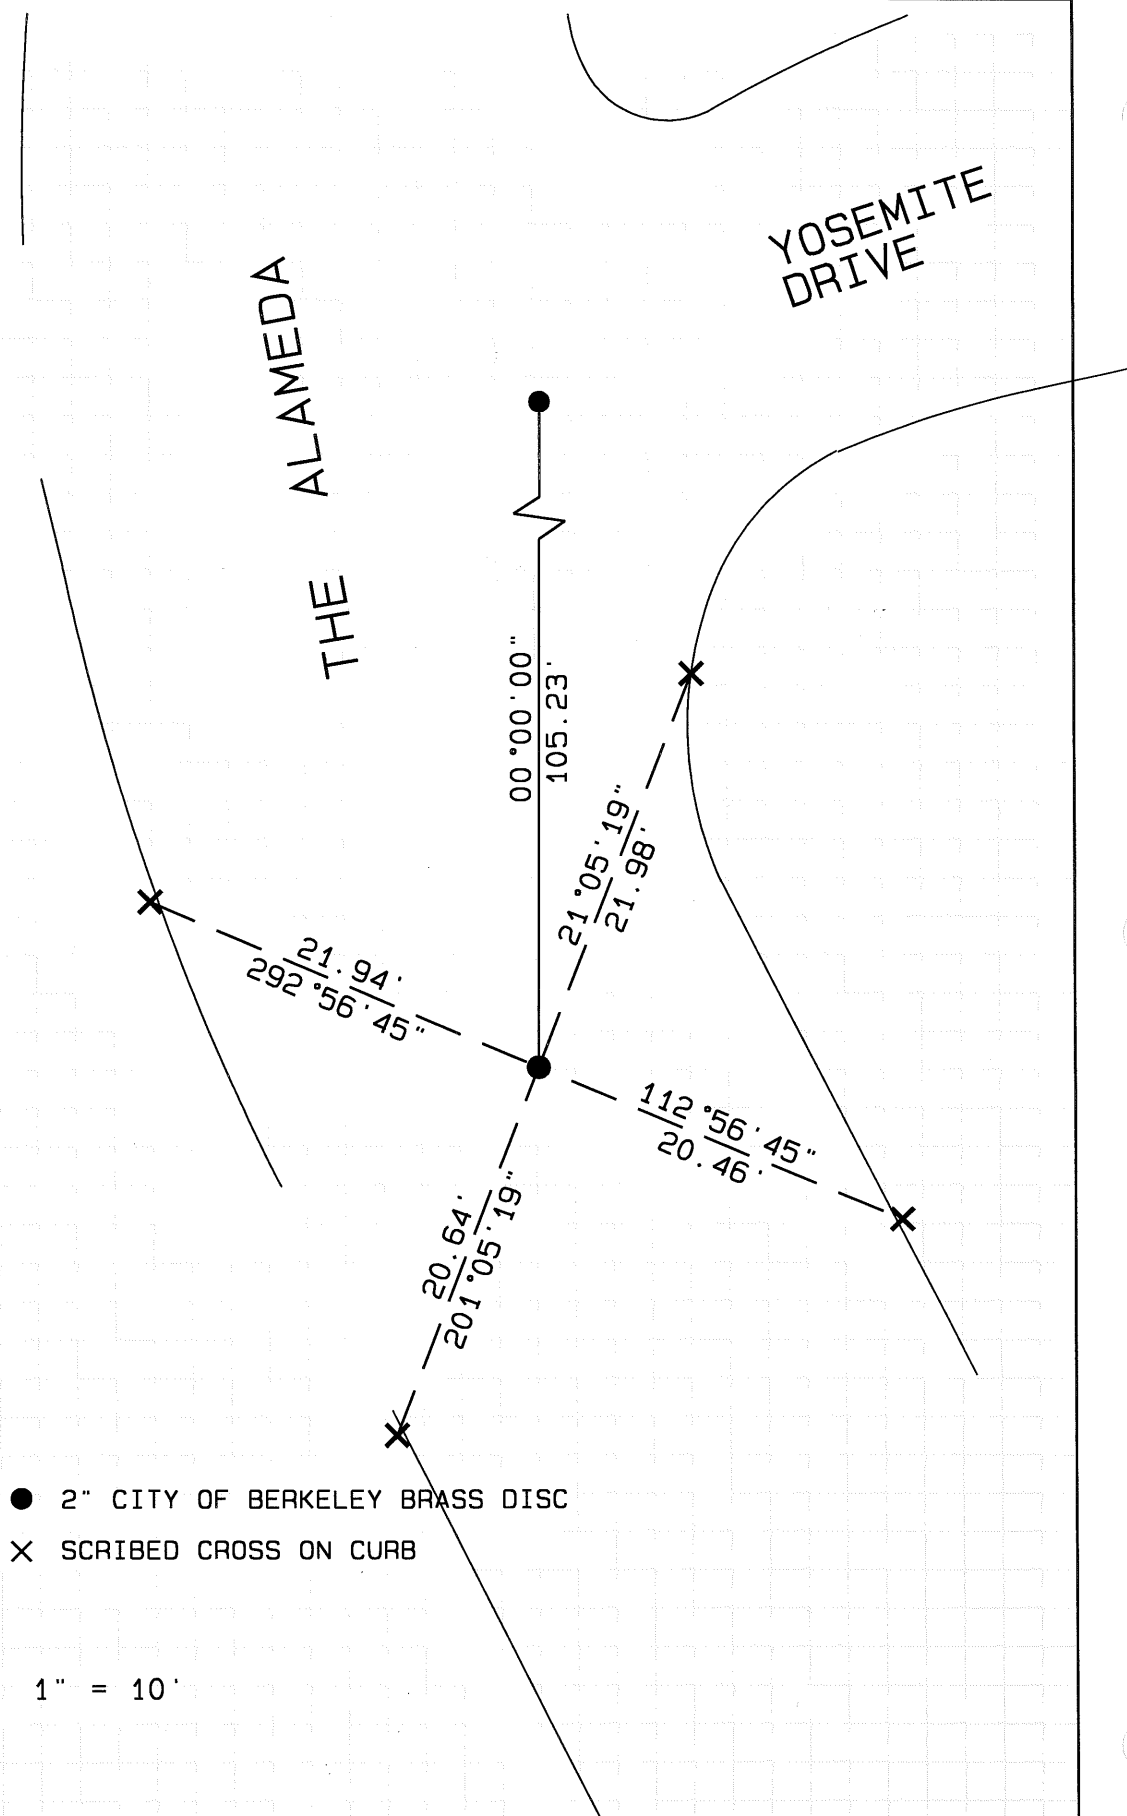 YOSEMITE
DRIVE
THE ALAMEDA
00°00'00"
105.23'
21°05'19"
21.98'
21.94'
292°56'45"
112°56'45"
20.46'
20.64'
201°05'19"
● 2" CITY OF BERKELEY BRASS DISC
× SCRIBED CROSS ON CURB
1" = 10'